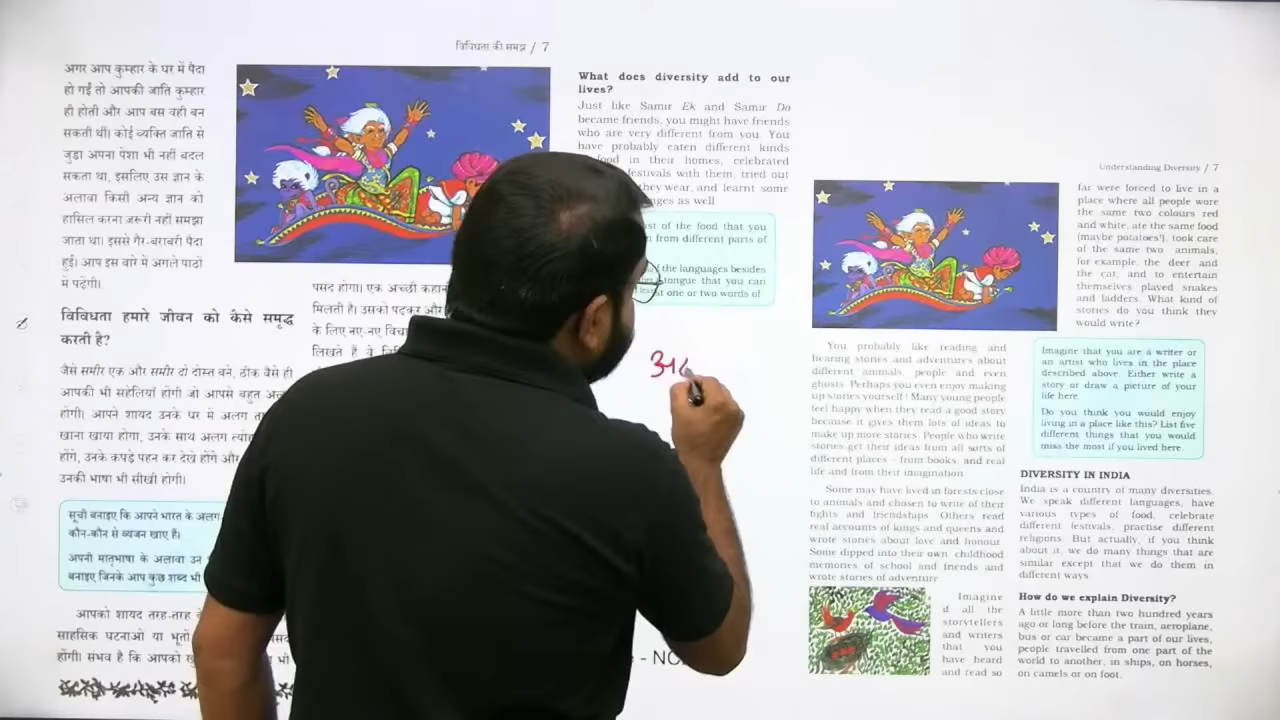 विविधता की समझ / 7
अगर आप कुम्हार के घर में पैदा
हो गईं तो आपकी जाति कुम्हार
ही होती और आप बस वही बन
सकती थीं। कोई व्यक्ति जाति से
जुड़ा अपना पेशा भी नहीं बदल
सकता था, इसलिए उस ज्ञान के
अलावा किसी अन्य ज्ञान को
हासिल करना जरूरी नहीं समझा
जाता था। इससे गैर-बराबरी पैदा
हुई। आप इस बारे में अगले पाठों
में पढ़ेंगी।
विविधता हमारे जीवन को कैसे समृद्ध
करती है?
जैसे समीर एक और समीर दो दोस्त बने, ठीक वैसे ही
आपकी भी सहेलियाँ होंगी जो आपसे बहुत
होंगी। आपने शायद उनके घर में अलग
खाना खाया होगा, उनके साथ अलग
होंगे, उनके कपड़े पहन कर देखे होंगे और
उनकी भाषा भी सीखी होगी।
सूची बनाइए कि आपने भारत के अलग
कौन-कौन से व्यंजन खाए हैं।
अपनी मातृभाषा के अलावा उन
बनाइए जिनके आप कुछ शब्द भी
आपको शायद तरह-तरह
साहसिक घटनाओं या भूतों
होंगी। संभव है कि आपको
भी
पसंद होगा। एक अच्छी
मिलती है। उसको पढ़कर और
के लिए नए-नए
लिखते हैं वे
What does diversity add to our
lives?
Just like Samir Ek and Samir Do
became friends, you might have friends
who are very different from you. You
have probably eaten different kinds
food in their homes, celebrated
festivals with them, tried out
they wear, and learnt some
as well
of the food that you
from different parts of
the languages besides
tongue that you can
one or two words of
Understanding Diversity / 7
far were forced to live in a
place where all people wore
the same two colours red
and white, ate the same food
(maybe potatoes!), took care
of the same two animals,
for example, the deer and
the cat, and to entertain
themselves played snakes
and ladders. What kind of
stories do you think they
would write?
You probably like reading and
hearing stories and adventures about
different animals, people and even
ghosts. Perhaps you even enjoy making
up stories yourself! Many young people
feel happy when they read a good story
because it gives them lots of ideas to
make up more stories. People who write
stories get their ideas from all sorts of
different places – from books, and real
life and from their imagination.
Some may have lived in forests close
to animals and chosen to write of their
fights and friendships. Others read
real accounts of kings and queens and
wrote stories about love and honour.
Some dipped into their own childhood
memories of school and friends and
wrote stories of adventure
Imagine
if all the
storytellers
and writers
that you
have heard
and read so
Imagine that you are a writer or
an artist who lives in the place
described above. Either write a
story or draw a picture of your
life here.
Do you think you would enjoy
living in a place like this? List five
different things that you would
miss the most if you lived here.
DIVERSITY IN INDIA
India is a country of many diversities.
We speak different languages, have
various types of food, celebrate
different festivals, practise different
religions. But actually, if you think
about it, we do many things that are
similar except that we do them in
different ways
How do we explain Diversity?
A little more than two hundred years
ago or long before the train, aeroplane,
bus or car became a part of our lives,
people travelled from one part of the
world to another, in ships, on horses,
on camels or on foot.